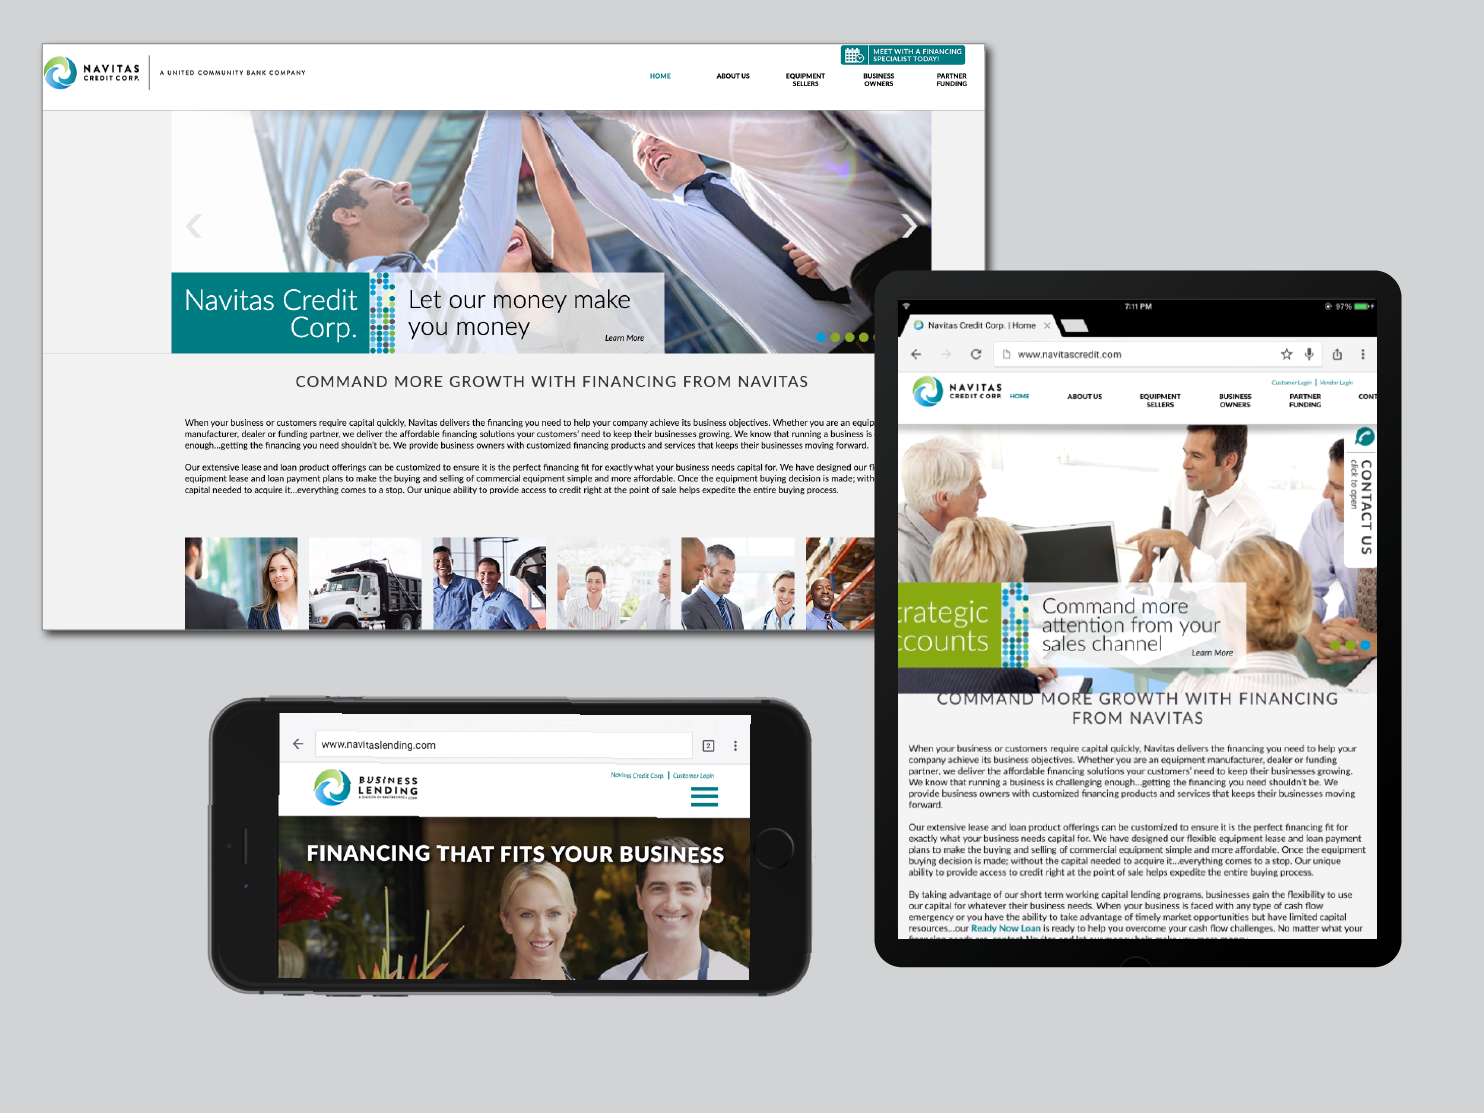 NAVITAS
CREDIT CORP.
A UNITED COMMUNITY BANK COMPANY
MEET WITH A FINANCING
SPECIALIST TODAY!
HOME
ABOUT US
EQUIPMENT
SELLERS
BUSINESS
OWNERS
PARTNER
FUNDING
Navitas Credit
Corp.
Let our money make
you money
Learn More
COMMAND MORE GROWTH WITH FINANCING FROM NAVITAS
When your business or customers require capital quickly, Navitas delivers the financing you need to help your company achieve its business objectives. Whether you are an equip
manufacturer, dealer or funding partner, we deliver the affordable financing solutions your customers' need to keep their businesses growing. We know that running a business is
enough...getting the financing you need shouldn't be. We provide business owners with customized financing products and services that keeps their businesses moving forward.
Our extensive lease and loan product offerings can be customized to ensure it is the perfect financing fit for exactly what your business needs capital for. We have designed our fl
equipment lease and loan payment plans to make the buying and selling of commercial equipment simple and more affordable. Once the equipment buying decision is made; with
capital needed to acquire it...everything comes to a stop. Our unique ability to provide access to credit right at the point of sale helps expedite the entire buying process.
7:11 PM
97%
Navitas Credit Corp. | Home
www.navitascredit.com
NAVITAS
CREDIT CORP.
Customer Login | Vendor Login
HOME
ABOUT US
EQUIPMENT
SELLERS
BUSINESS
OWNERS
PARTNER
FUNDING
CONT
CONTACT US
click to open
rategic
ccounts
Command more
attention from your
sales channel
Learn More
COMMAND MORE GROWTH WITH FINANCING
FROM NAVITAS
When your business or customers require capital quickly, Navitas delivers the financing you need to help your
company achieve its business objectives. Whether you are an equipment manufacturer, dealer or funding
partner, we deliver the affordable financing solutions your customers' need to keep their businesses growing.
We know that running a business is challenging enough...getting the financing you need shouldn't be. We
provide business owners with customized financing products and services that keeps their businesses moving
forward.
Our extensive lease and loan product offerings can be customized to ensure it is the perfect financing fit for
exactly what your business needs capital for. We have designed our flexible equipment lease and loan payment
plans to make the buying and selling of commercial equipment simple and more affordable. Once the equipment
buying decision is made; without the capital needed to acquire it...everything comes to a stop. Our unique
ability to provide access to credit right at the point of sale helps expedite the entire buying process.
By taking advantage of our short term working capital lending programs, businesses gain the flexibility to use
our capital for whatever their business needs. When your business is faced with any type of cash flow
emergency or you have the ability to take advantage of timely market opportunities but have limited capital
resources...our Ready Now Loan is ready to help you overcome your cash flow challenges. No matter what your
www.navitaslending.com
2
BUSINESS
LENDING
A DIVISION OF NAVITAS CREDIT CORP.
Navitas Credit Corp. | Customer Login
FINANCING THAT FITS YOUR BUSINESS